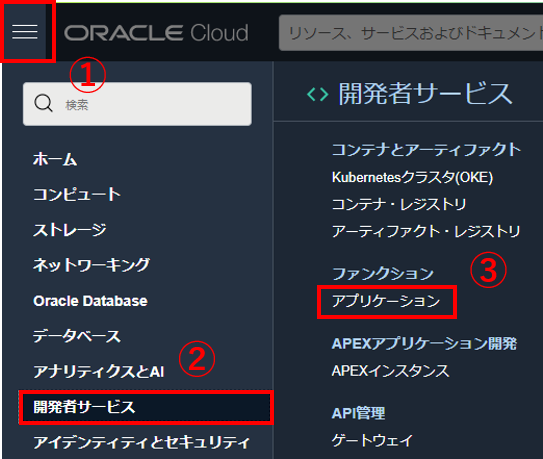 ORACLE Cloud
リソース、サービスおよびドキュメント
①
検索
ホーム
コンピュート
ストレージ
ネットワーキング
Oracle Database
データベース
アナリティクスとAI
②
開発者サービス
アイデンティティとセキュリティ
開発者サービス
コンテナとアーティファクト
Kubernetesクラスタ(OKE)
コンテナ・レジストリ
アーティファクト・レジストリ
ファンクション
③
アプリケーション
APEXアプリケーション開発
APEXインスタンス
API管理
ゲートウェイ